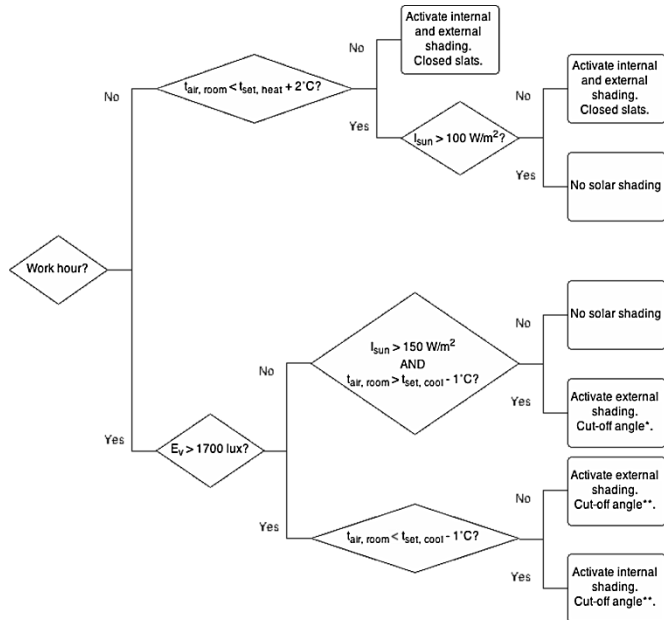 No
Activate internal
and external
shading.
Closed slats.
t_air, room < t_set, heat + 2°C?
No
Yes
No
Activate internal
and external
shading.
Closed slats.
I_sun > 100 W/m²?
Yes
No solar shading
Work hour?
No
No solar shading
I_sun > 150 W/m²
AND
t_air, room > t_set, cool - 1°C?
No
Yes
Activate external
shading.
Cut-off angle*.
Yes
E_v > 1700 lux?
Yes
No
Activate external
shading.
Cut-off angle**.
t_air, room < t_set, cool - 1°C?
Yes
Activate internal
shading.
Cut-off angle**.